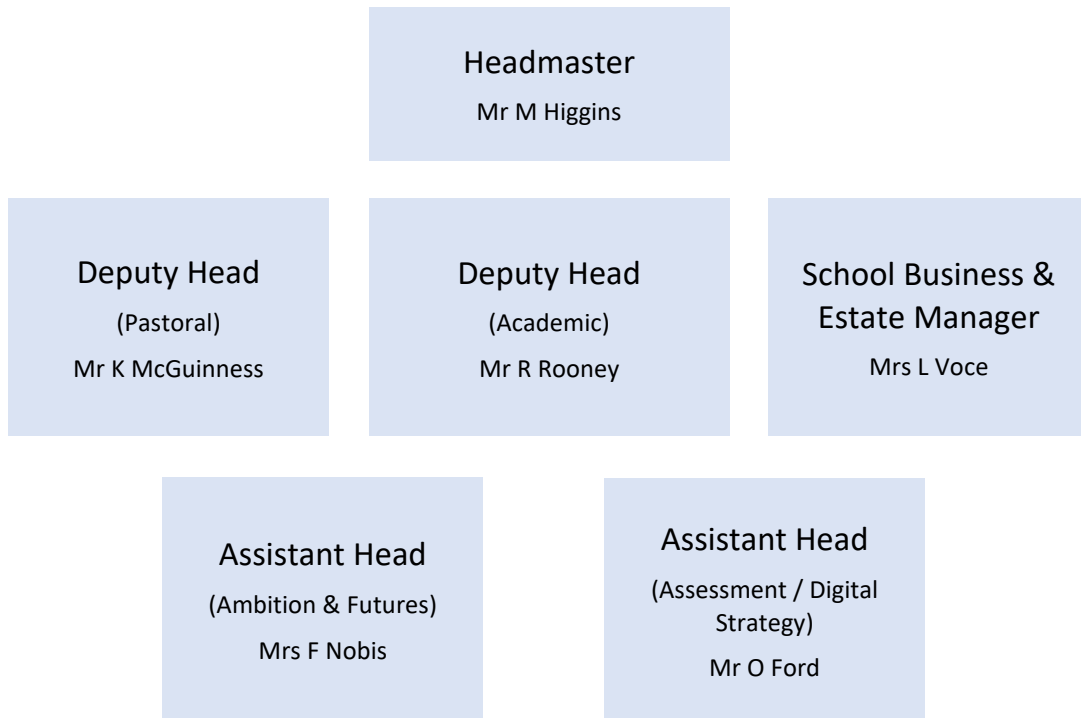 Headmaster
Mr M Higgins
Deputy Head
(Pastoral)
Mr K McGuinness
Deputy Head
(Academic)
Mr R Rooney
School Business &
Estate Manager
Mrs L Voce
Assistant Head
(Ambition & Futures)
Mrs F Nobis
Assistant Head
(Assessment / Digital
Strategy)
Mr O Ford